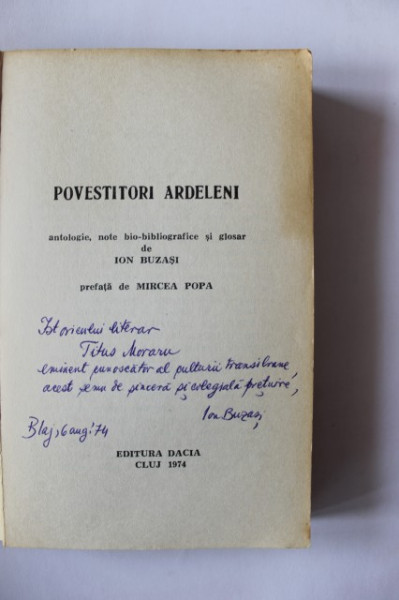 POVESTITORI ARDELENI
antologie, note bio-bibliografice și glosar
de
ION BUZAȘI
prefață de MIRCEA POPA
Istoricului literar
Titus Moraru
eminent cunoscător al culturii transilvane,
acest semn de sinceră și colegială prețuire,
Ion Buzași
Blaj, 6 aug. '74
EDITURA DACIA
CLUJ 1974